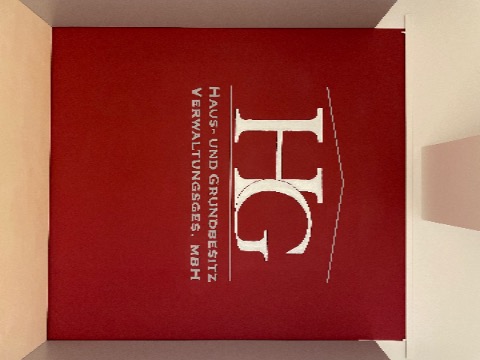 HG
HAUS- UND GRUNDBESITZ
VERWALTUNGSGES. MBH